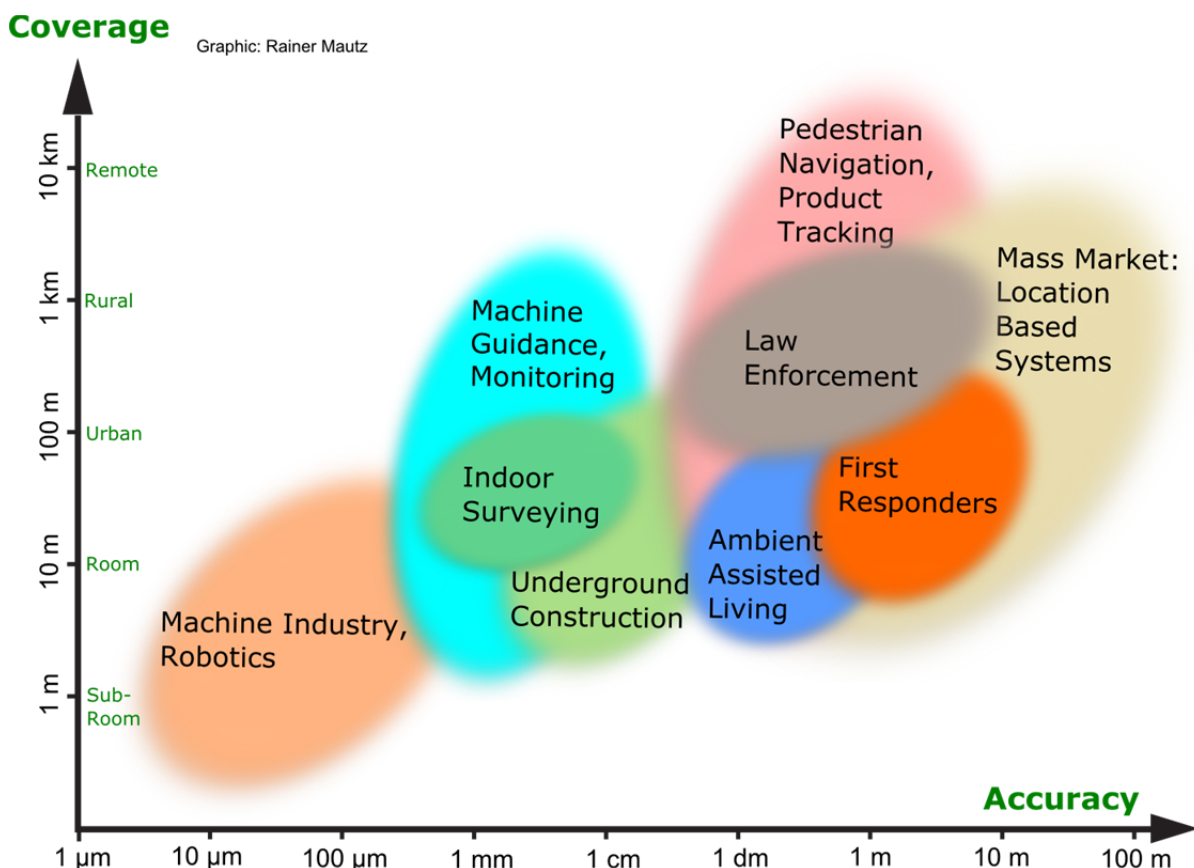 Coverage
Graphic: Rainer Mautz
10 km
Remote
1 km
Rural
100 m
Urban
10 m
Room
1 m
Sub-
Room
Pedestrian
Navigation,
Product
Tracking
Mass Market:
Location
Based
Systems
Machine
Guidance,
Monitoring
Law
Enforcement
Indoor
Surveying
First
Responders
Ambient
Assisted
Living
Underground
Construction
Machine Industry,
Robotics
Accuracy
1 µm
10 µm
100 µm
1 mm
1 cm
1 dm
1 m
10 m
100 m